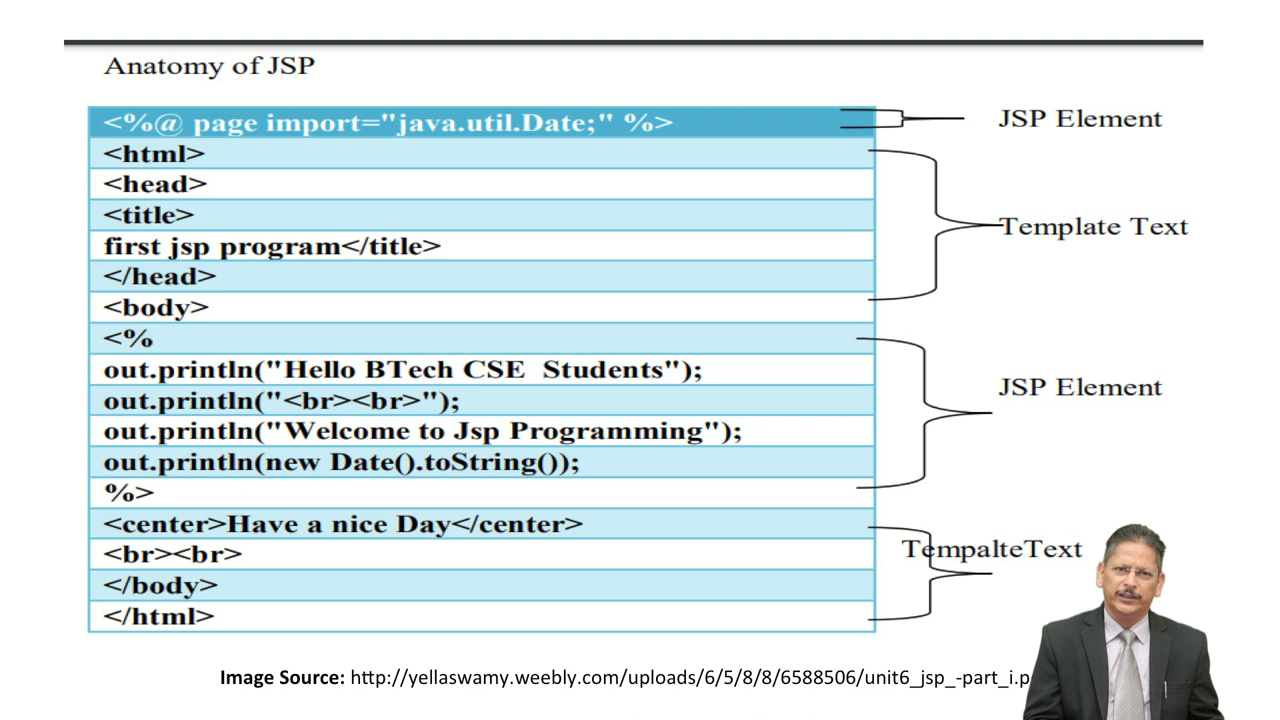 Anatomy of JSP
<%@ page import="java.util.Date;" %>
JSP Element
<html>
<head>
<title>
Template Text
first jsp program</title>
</head>
<body>
<%
out.println("Hello BTech CSE  Students");
JSP Element
out.println("<br><br>");
out.println("Welcome to Jsp Programming");
out.println(new Date().toString());
%>
<center>Have a nice Day</center>
TempalteText
<br><br>
</body>
</html>
Image Source: http://yellaswamy.weebly.com/uploads/6/5/8/8/6588506/unit6_jsp_-part_i.p